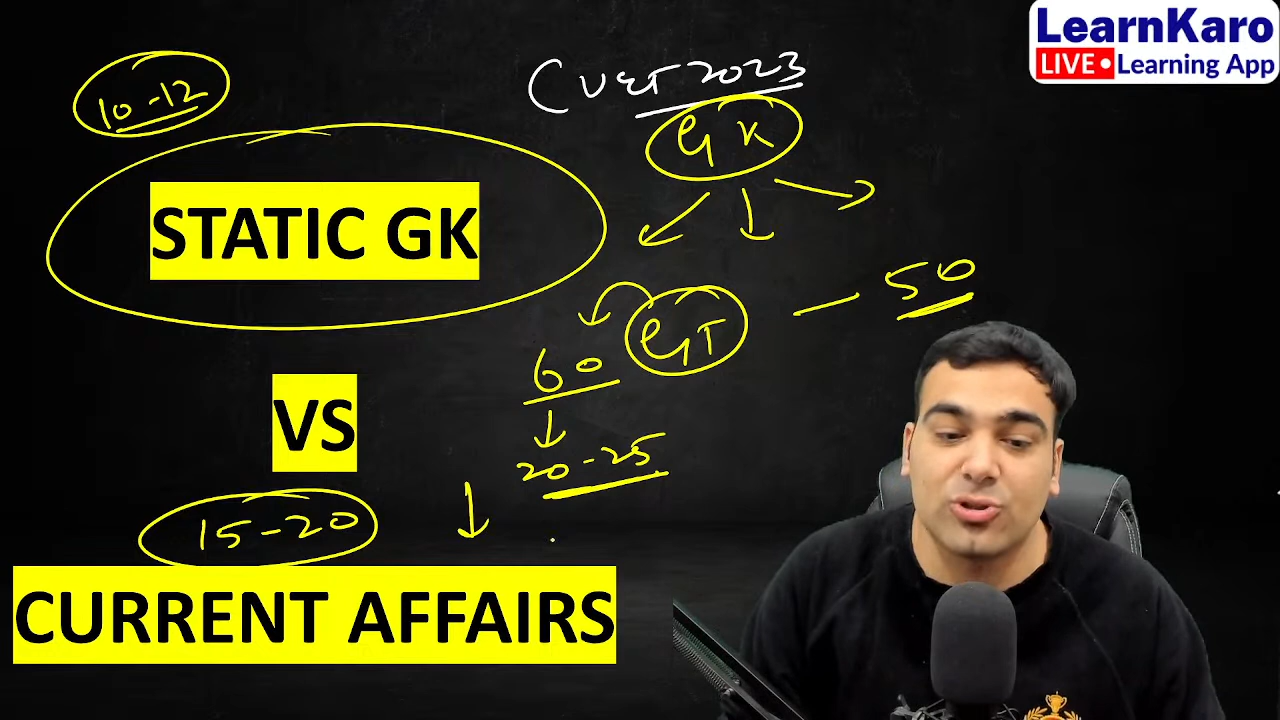 LearnKaro
LIVE • Learning App
CUET 2023
10-12
GK
STATIC GK
50
GT
60
VS
20-25
15-20
CURRENT AFFAIRS